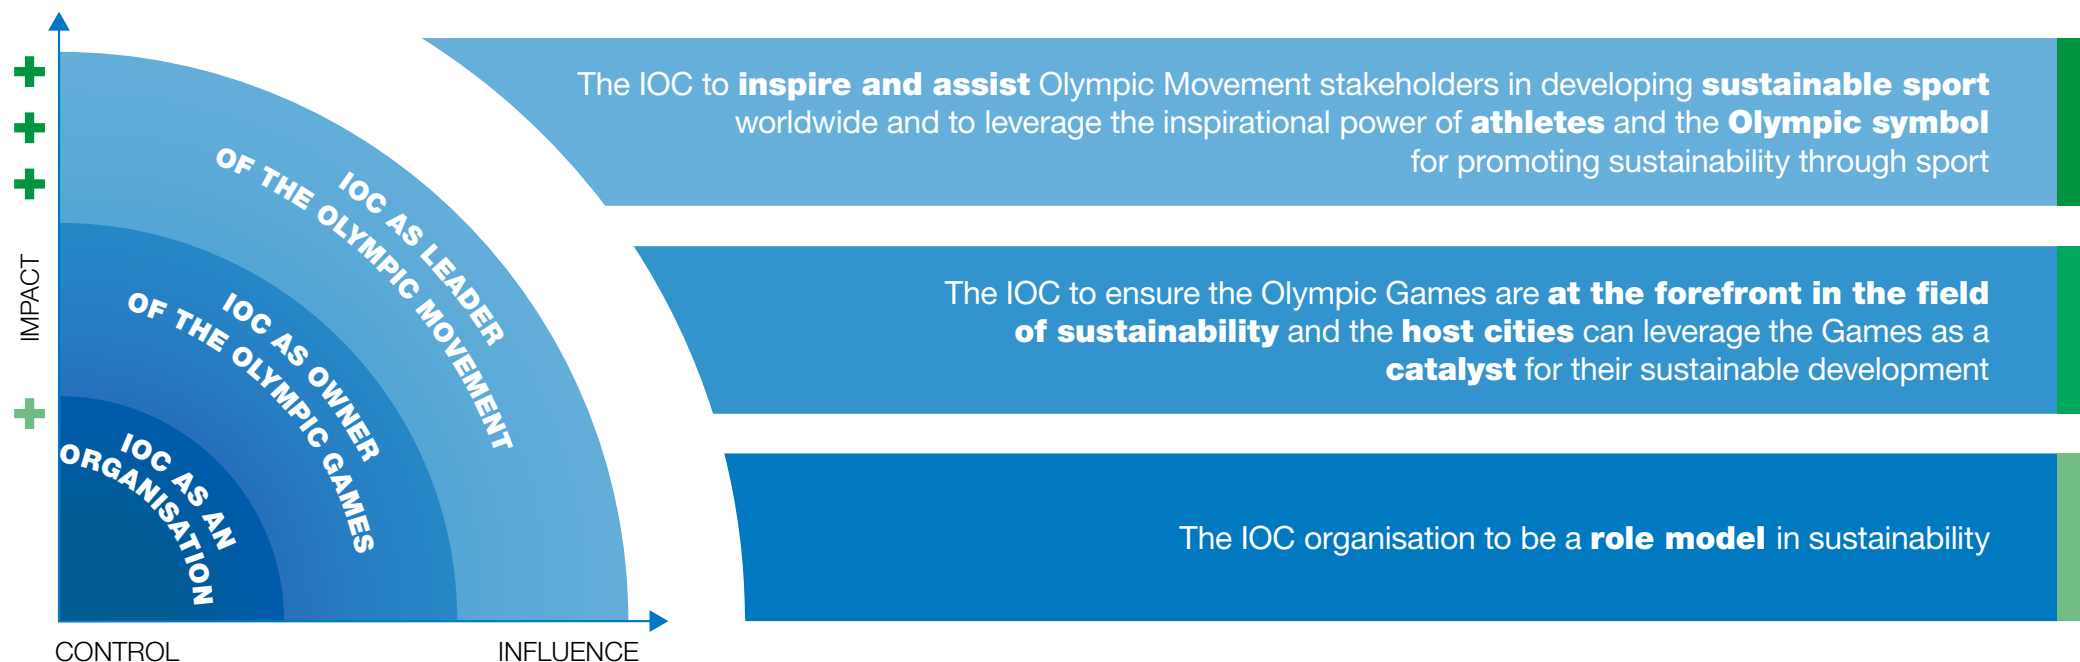 The IOC to inspire and assist Olympic Movement stakeholders in developing sustainable sport
worldwide and to leverage the inspirational power of athletes and the Olympic symbol
for promoting sustainability through sport
IOC AS LEADER
OF THE OLYMPIC MOVEMENT
The IOC to ensure the Olympic Games are at the forefront in the field
of sustainability and the host cities can leverage the Games as a
catalyst for their sustainable development
IOC AS OWNER
OF THE OLYMPIC GAMES
The IOC organisation to be a role model in sustainability
IOC AS AN
ORGANISATION
IMPACT
CONTROL
INFLUENCE